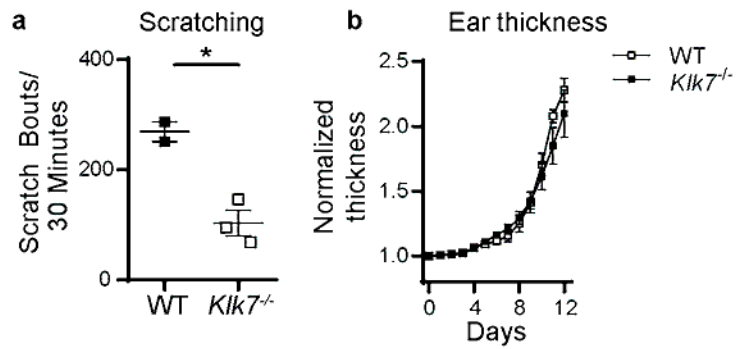 a Scratching
*
Scratch Bouts/
30 Minutes
400
200
0
WT Klk7-/-
b Ear thickness
WT
Klk7-/-
Normalized
thickness
2.5
2.0
1.5
1.0
0 4 8 12
Days